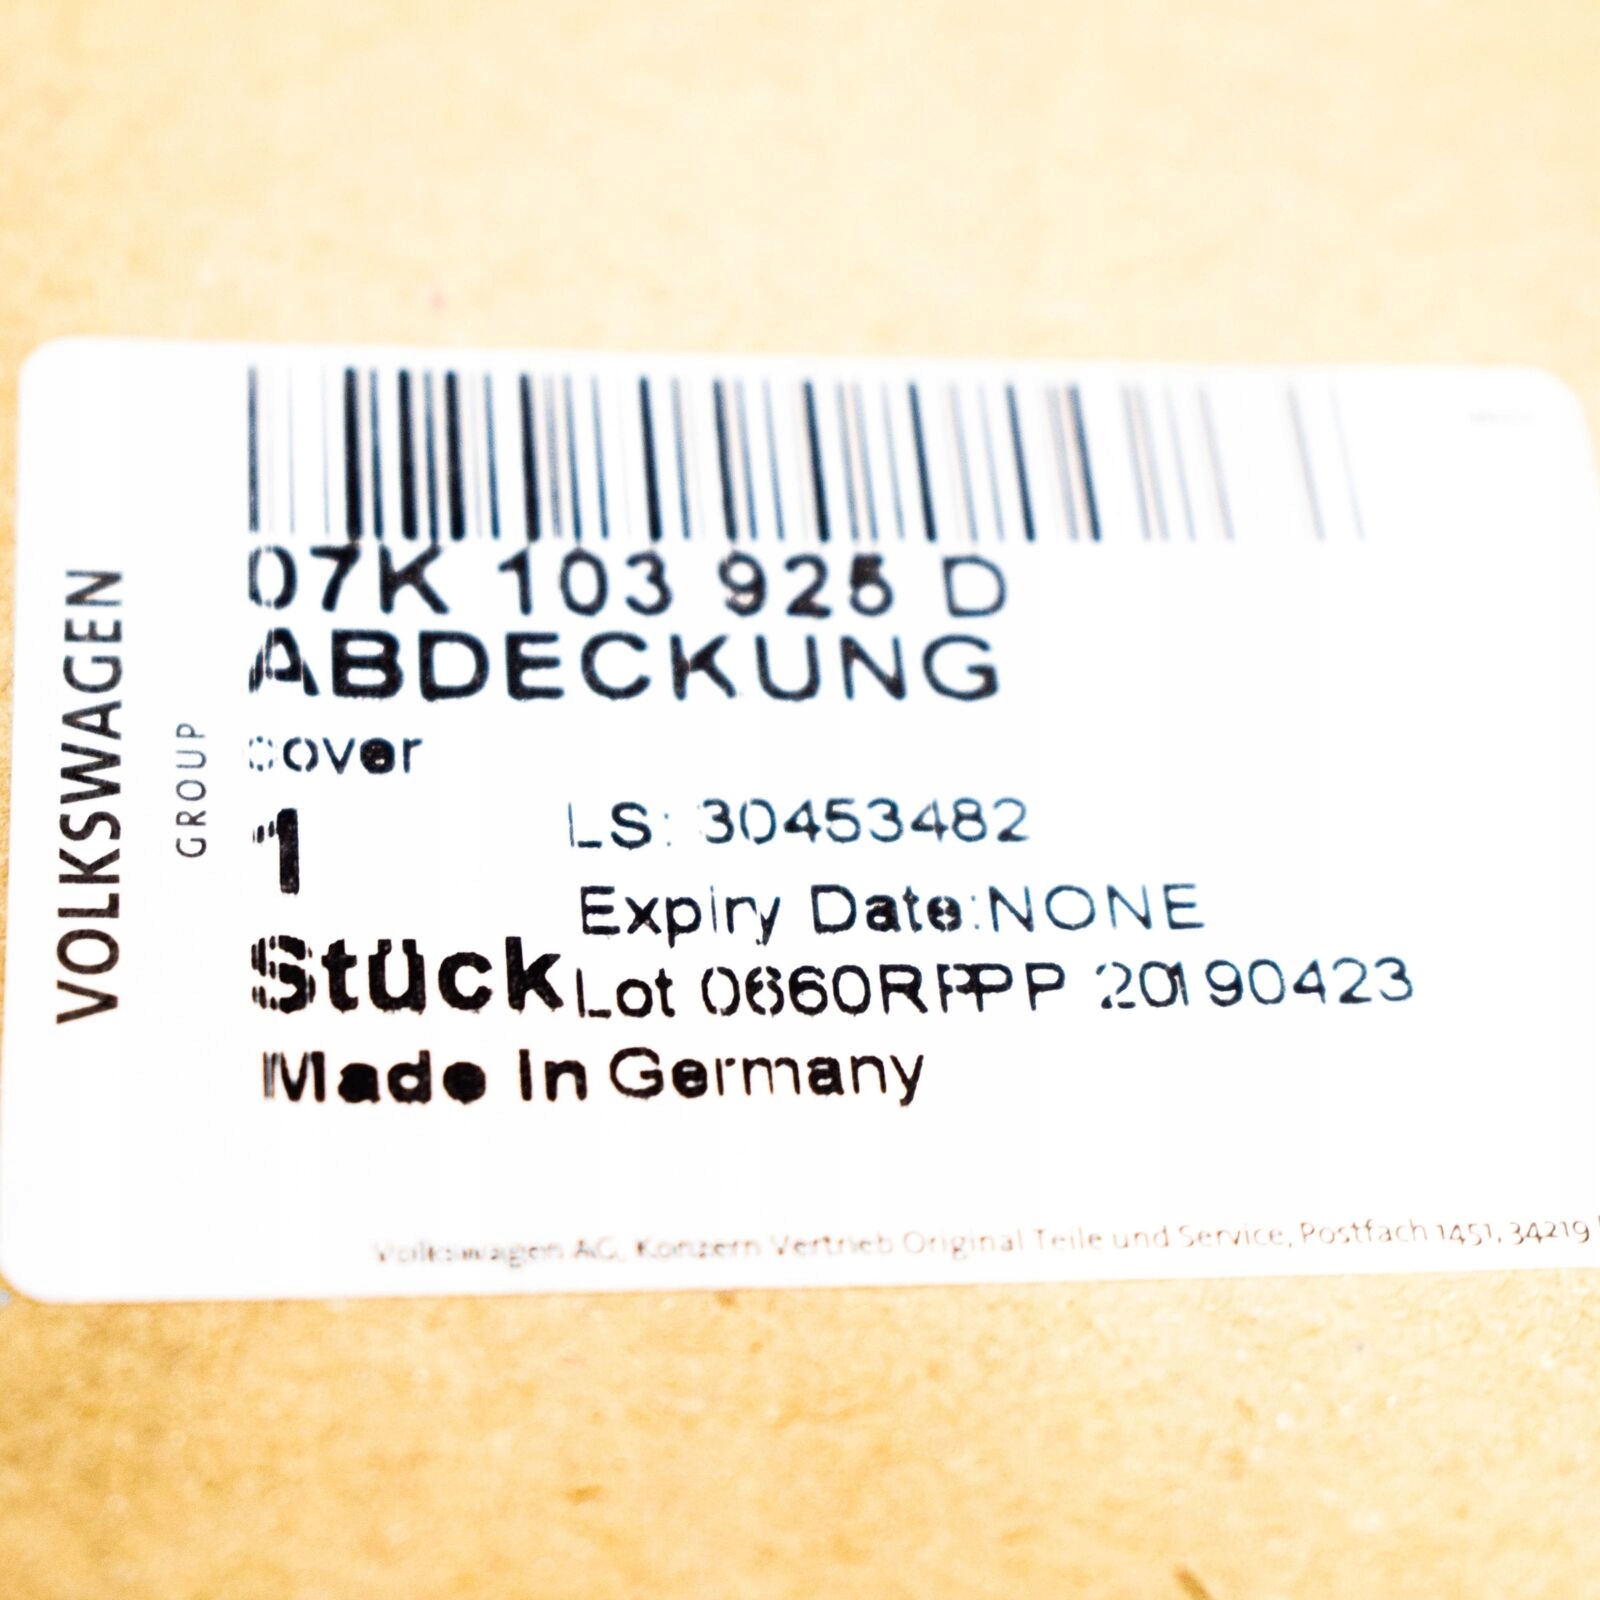 VOLKSWAGEN
GROUP
07K 103 925 D
ABDECKUNG
cover
1
LS: 30453482
Expiry Date:NONE
Stück
Lot 0660RPPP 20190423
Made In Germany
Volkswagen AG, Konzern Vertrieb Original Teile und Service, Postfach 1451, 34219